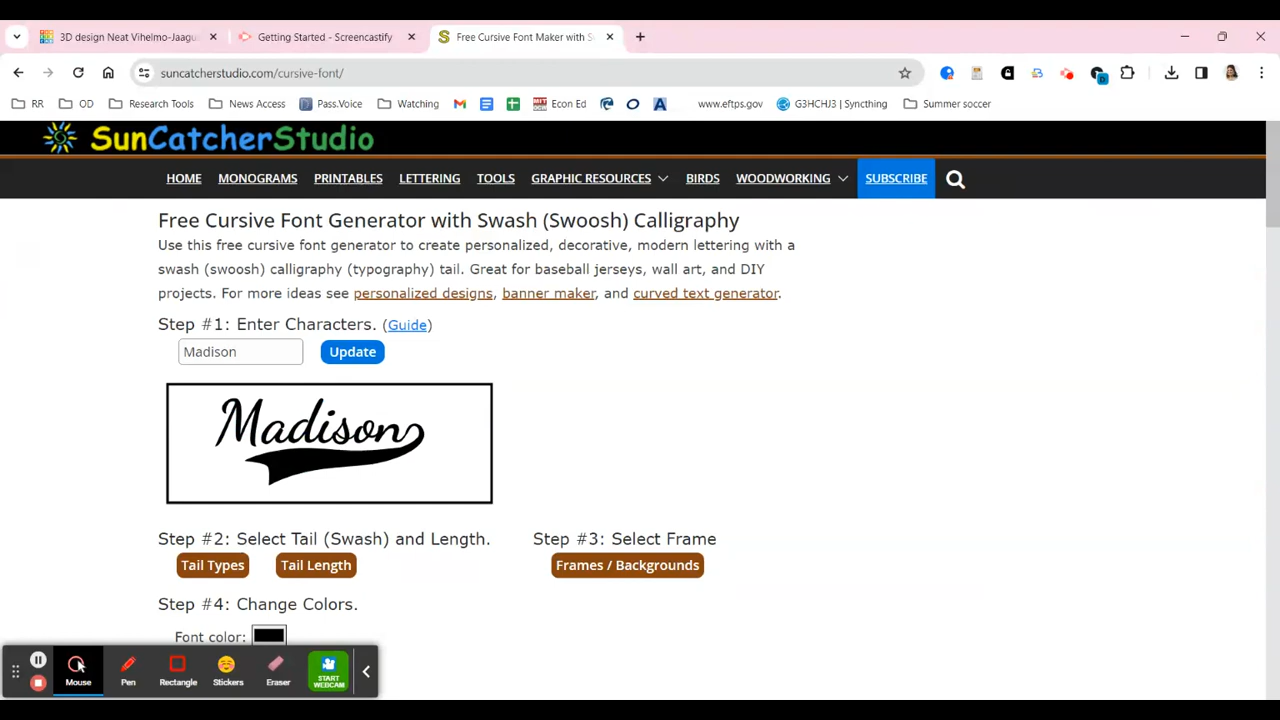 3D design Neat Vihelmo-Jaagu
Getting Started - Screencastify
Free Cursive Font Maker with S
suncatcherstudio.com/cursive-font/
RR
OD
Research Tools
News Access
Pass.Voice
Watching
Econ Ed
www.eftps.gov
G3HCHJ3 | Syncthing
Summer soccer
SunCatcherStudio
HOME MONOGRAMS PRINTABLES LETTERING TOOLS GRAPHIC RESOURCES BIRDS WOODWORKING SUBSCRIBE
Free Cursive Font Generator with Swash (Swoosh) Calligraphy
Use this free cursive font generator to create personalized, decorative, modern lettering with a
swash (swoosh) calligraphy (typography) tail. Great for baseball jerseys, wall art, and DIY
projects. For more ideas see personalized designs, banner maker, and curved text generator.
Step #1: Enter Characters. (Guide)
Madison Update
Madison
Step #2: Select Tail (Swash) and Length. Step #3: Select Frame
Tail Types Tail Length Frames / Backgrounds
Step #4: Change Colors.
Font color:
Mouse Pen Rectangle Stickers Eraser START
WEBCAM